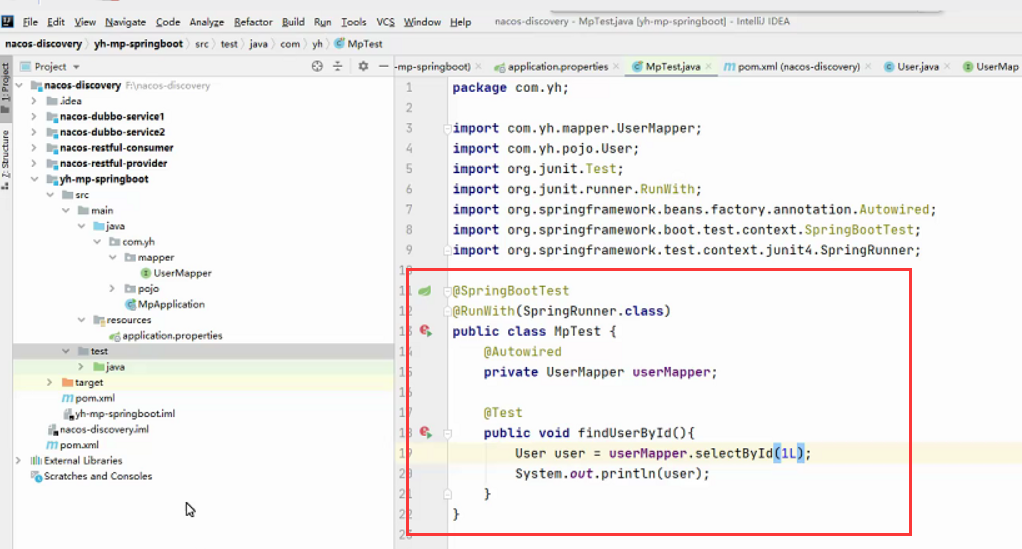 File Edit View Navigate Code Analyze Refactor Build Run Tools VCS Window Help nacos-discovery - MpTest.java [yh-mp-springboot] - IntelliJ IDEA
nacos-discovery yh-mp-springboot src test java com yh MpTest
Project
-mp-springboot) application.properties MpTest.java pom.xml (nacos-discovery) User.java UserMap
1: Project
Z: Structure
nacos-discovery F:\nacos-discovery
.idea
nacos-dubbo-service1
nacos-dubbo-service2
nacos-restful-consumer
nacos-restful-provider
yh-mp-springboot
src
main
java
com.yh
mapper
UserMapper
pojo
MpApplication
resources
application.properties
test
java
target
pom.xml
yh-mp-springboot.iml
nacos-discovery.iml
pom.xml
External Libraries
Scratches and Consoles
1 package com.yh;
2
3 import com.yh.mapper.UserMapper;
4 import com.yh.pojo.User;
5 import org.junit.Test;
6 import org.junit.runner.RunWith;
7 import org.springframework.beans.factory.annotation.Autowired;
8 import org.springframework.boot.test.context.SpringBootTest;
9 import org.springframework.test.context.junit4.SpringRunner;
10
11 @SpringBootTest
12 @RunWith(SpringRunner.class)
13 public class MpTest {
14 @Autowired
15 private UserMapper userMapper;
16
17 @Test
18 public void findUserById(){
19 User user = userMapper.selectById(1L);
20 System.out.println(user);
21 }
22 }
23